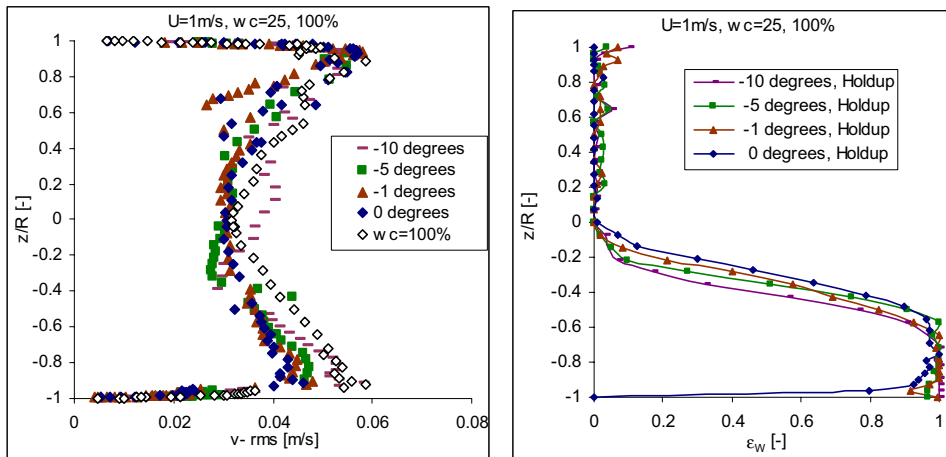 U=1m/s, wc=25, 100%
1
0.8
0.6
0.4
0.2
0
-0.2
-0.4
-0.6
-0.8
-1
z/R [-]
0
0.02
0.04
0.06
0.08
v- rms [m/s]
-10 degrees
-5 degrees
-1 degrees
0 degrees
wc=100%
U=1m/s, wc=25, 100%
1
0.8
0.6
0.4
0.2
0
-0.2
-0.4
-0.6
-0.8
-1
z/R [-]
0
0.2
0.4
0.6
0.8
1
εW [-]
-10 degrees, Holdup
-5 degrees, Holdup
-1 degrees, Holdup
0 degrees, Holdup